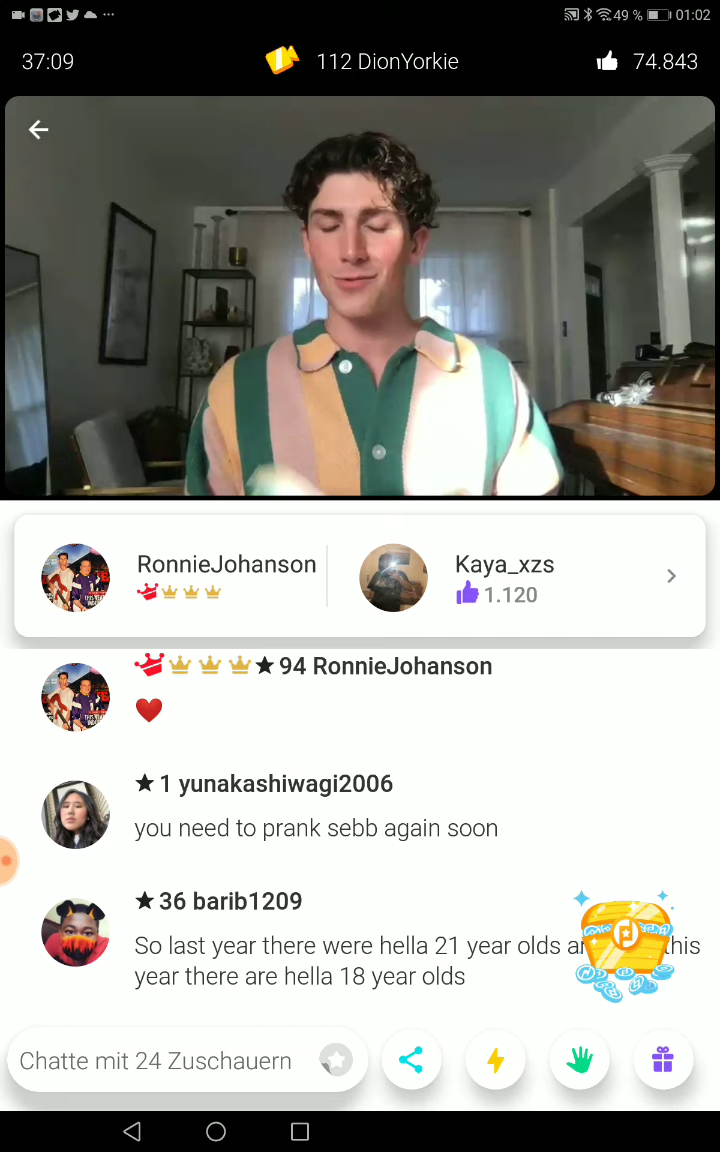 49 % 01:02
37:09 112 DionYorkie 74.843
RonnieJohanson Kaya_xzs
1.120
94 RonnieJohanson
1 yunakashiwagi2006
you need to prank sebb again soon
36 barib1209
So last year there were hella 21 year olds this
year there are hella 18 year olds
Chatte mit 24 Zuschauern